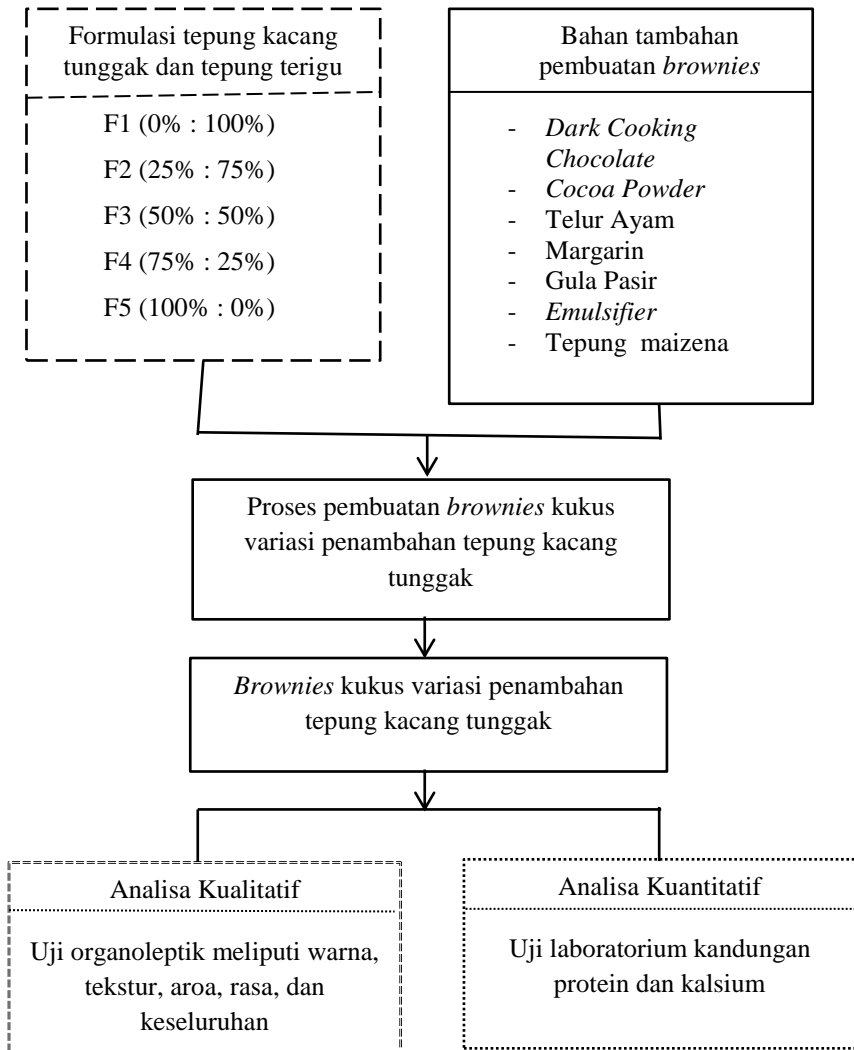 Formulasi tepung kacang
tunggak dan tepung terigu
F1 (0% : 100%)
F2 (25% : 75%)
F3 (50% : 50%)
F4 (75% : 25%)
F5 (100% : 0%)
Bahan tambahan
pembuatan brownies
- Dark Cooking
Chocolate
- Cocoa Powder
- Telur Ayam
- Margarin
- Gula Pasir
- Emulsifier
- Tepung maizena
Proses pembuatan brownies kukus
variasi penambahan tepung kacang
tunggak
Brownies kukus variasi penambahan
tepung kacang tunggak
Analisa Kualitatif
Uji organoleptik meliputi warna,
tekstur, aroa, rasa, dan
keseluruhan
Analisa Kuantitatif
Uji laboratorium kandungan
protein dan kalsium